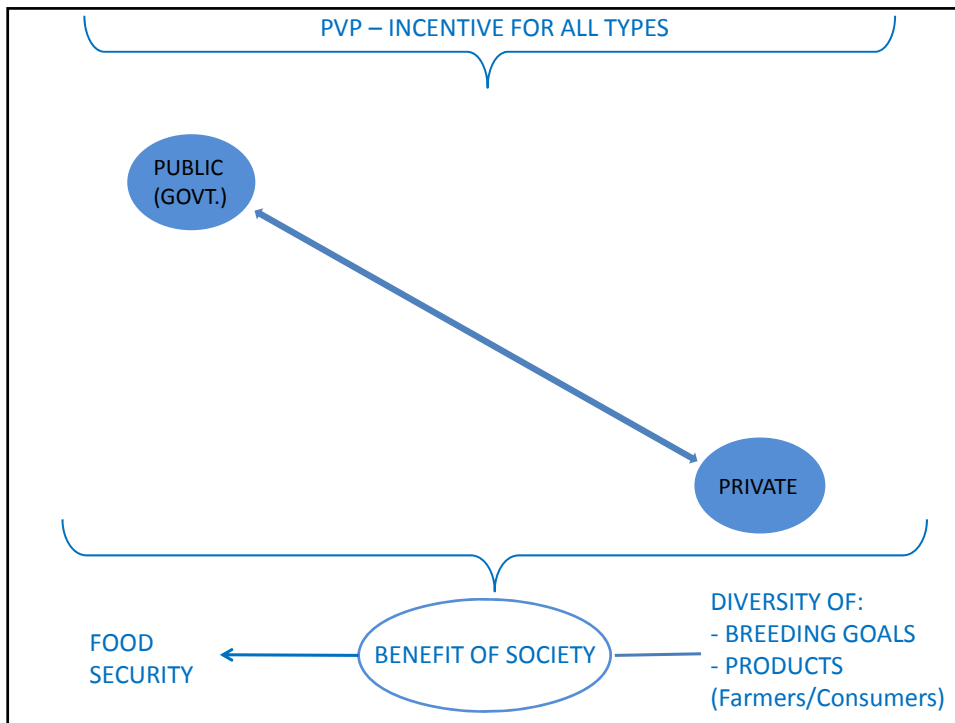 PVP – INCENTIVE FOR ALL TYPES
PUBLIC
(GOVT.)
PRIVATE
FOOD
SECURITY
BENEFIT OF SOCIETY
DIVERSITY OF:
- BREEDING GOALS
- PRODUCTS
(Farmers/Consumers)